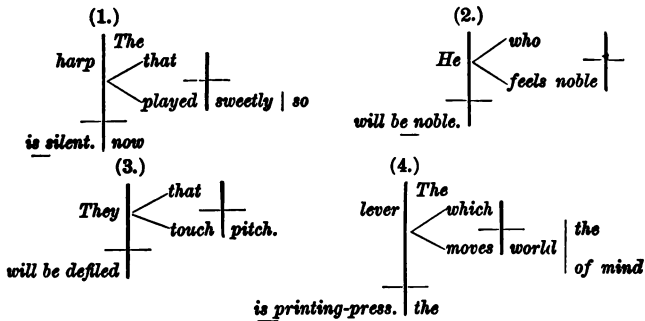 (1.)
The
harp that
played sweetly | so
is silent. now
(2.)
who
He
feels noble
will be noble.
(3.)
that
They
touch pitch.
will be defiled
(4.)
The
lever which the
moves world
of mind
is printing-press. the